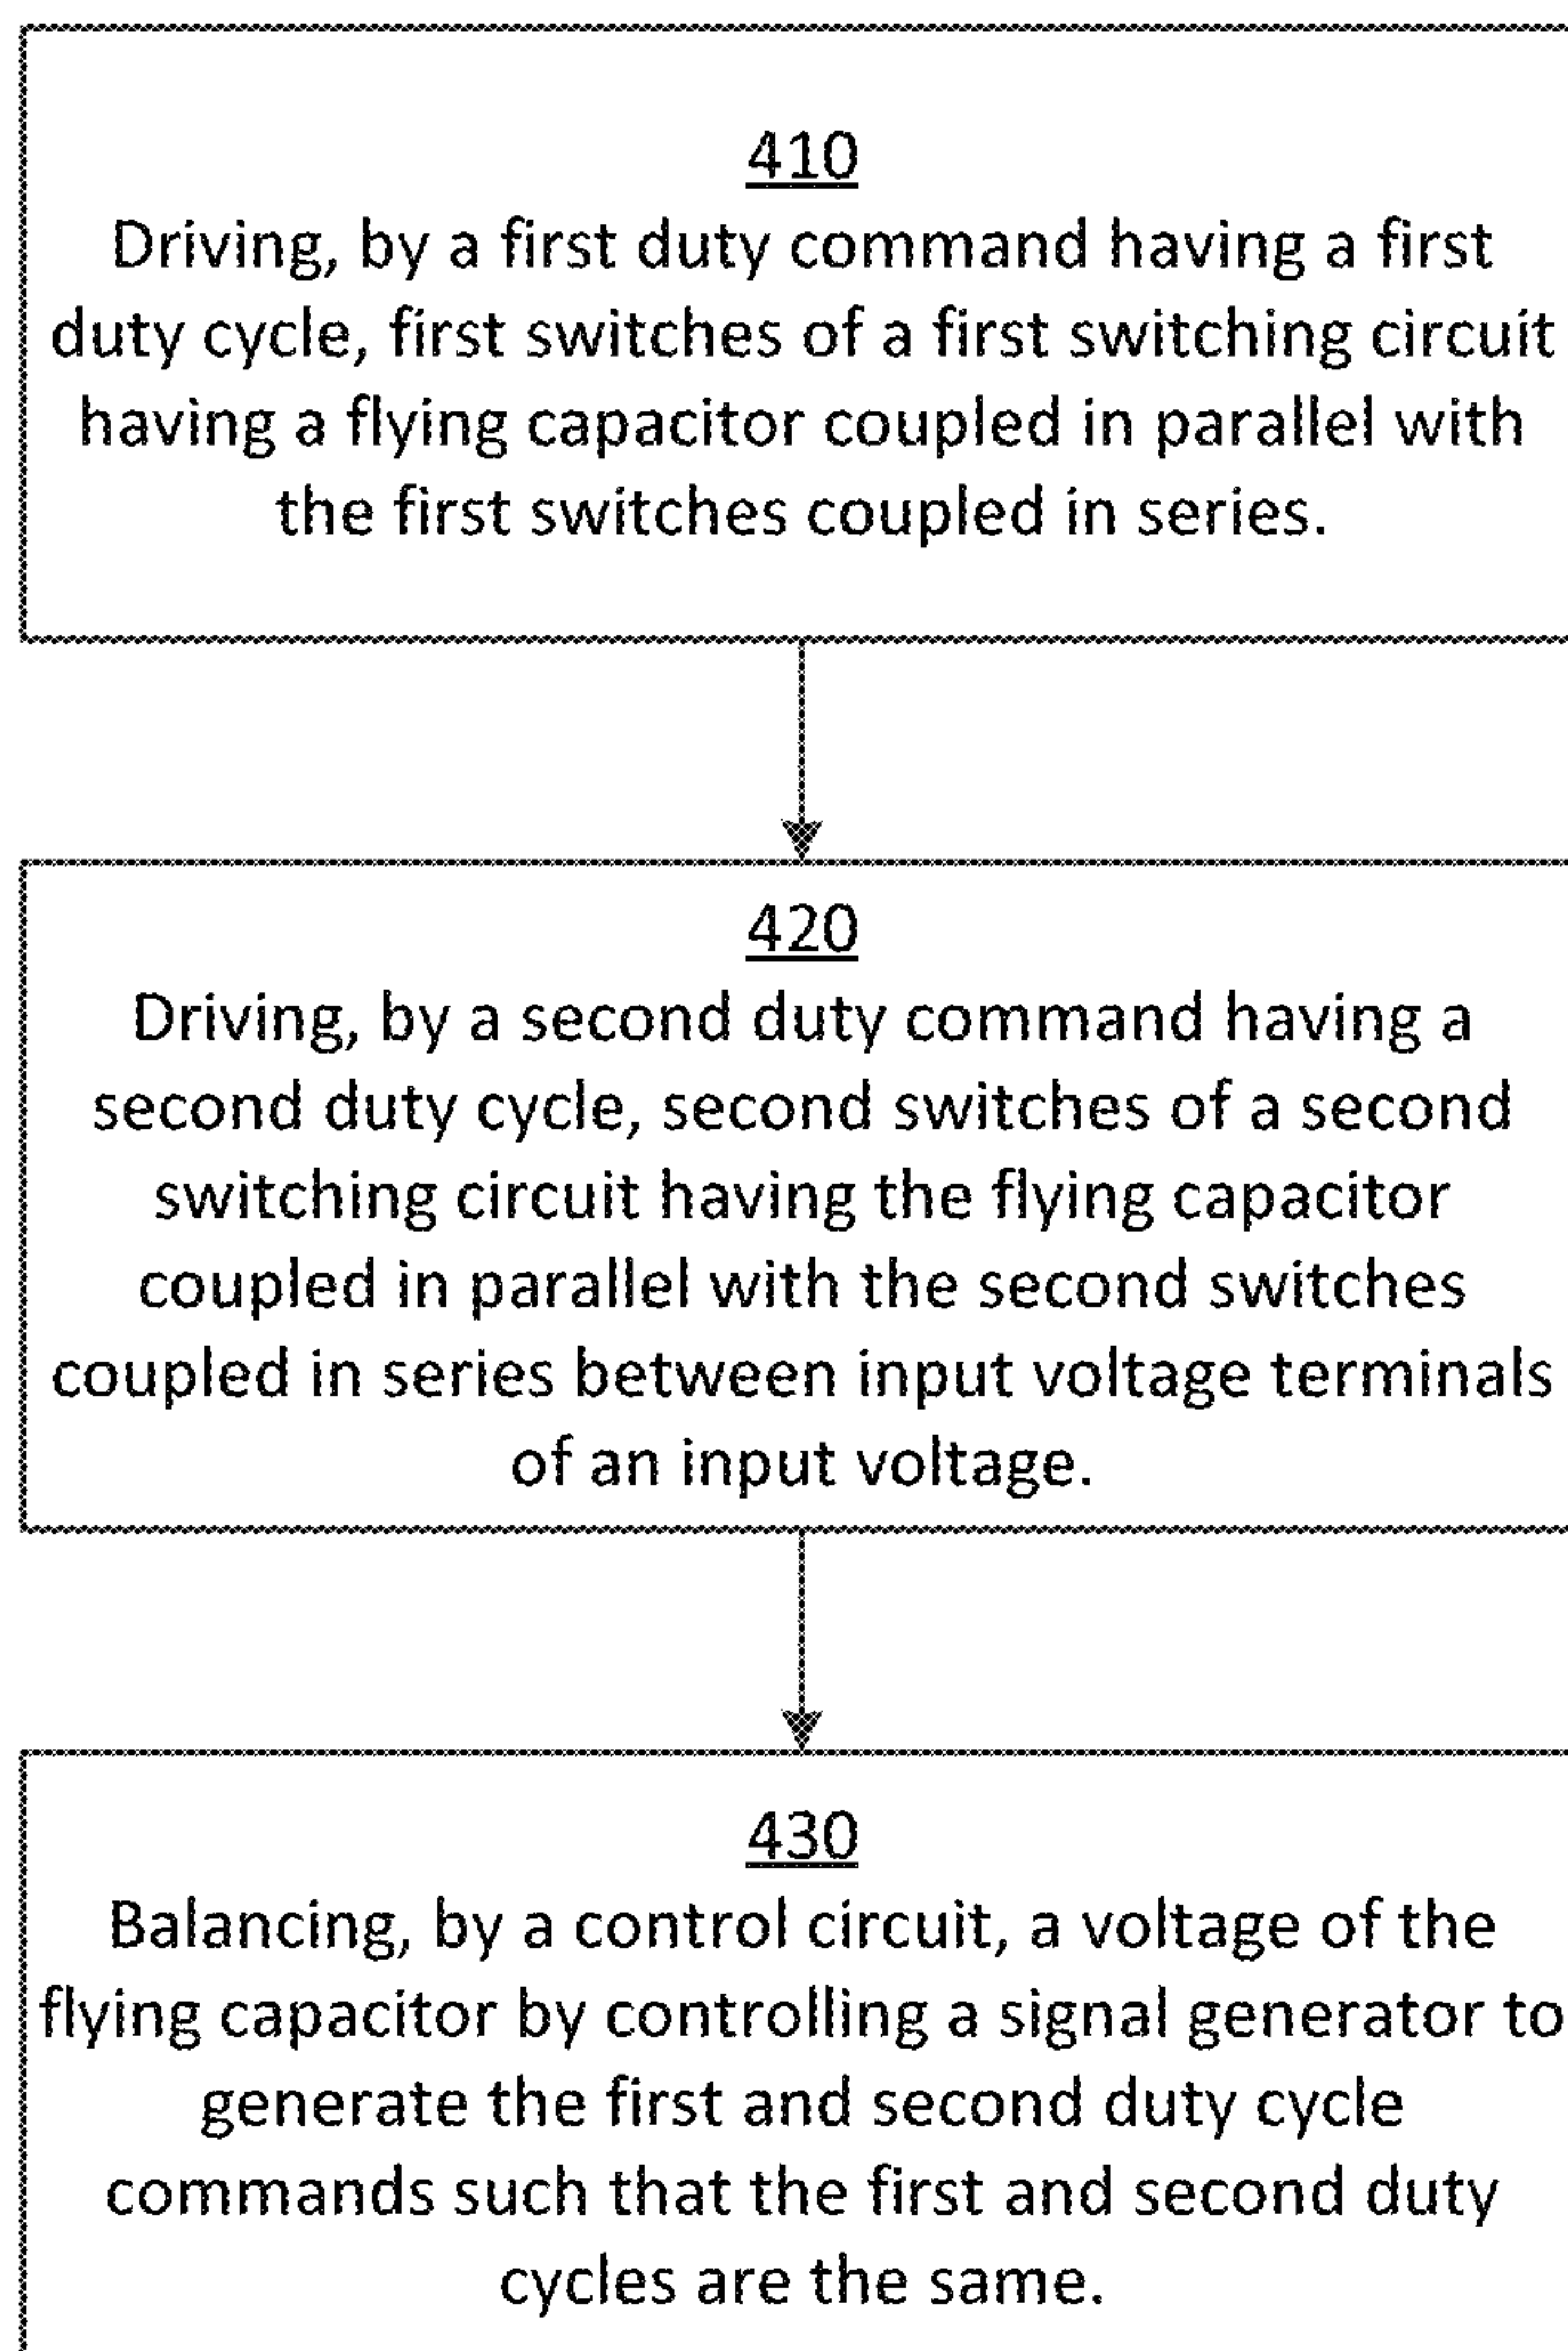 410
Driving, by a first duty command having a first
duty cycle, first switches of a first switching circuit
having a flying capacitor coupled in parallel with
the first switches coupled in series.
420
Driving, by a second duty command having a
second duty cycle, second switches of a second
switching circuit having the flying capacitor
coupled in parallel with the second switches
coupled in series between input voltage terminals
of an input voltage.
430
Balancing, by a control circuit, a voltage of the
flying capacitor by controlling a signal generator to
generate the first and second duty cycle
commands such that the first and second duty
cycles are the same.